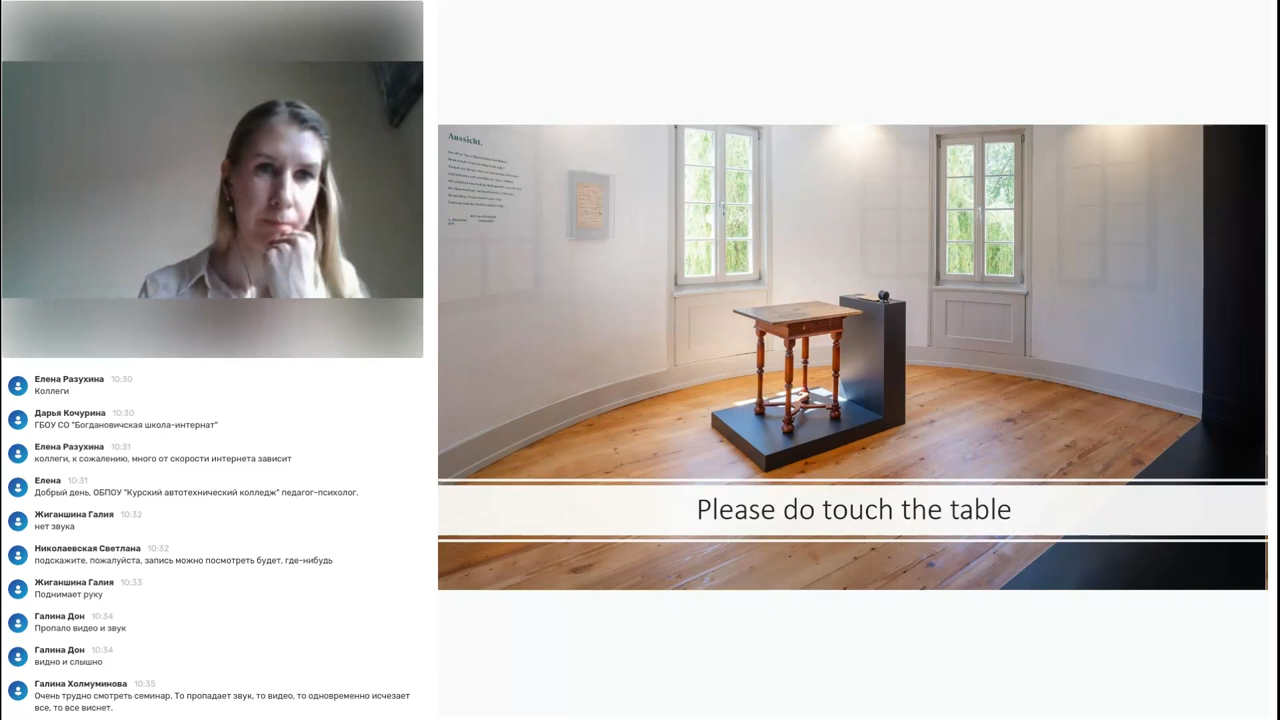 Елена Разухина 10:30
Коллеги
Дарья Кочурина 10:30
ГБОУ СО "Богдановичская школа-интернат"
Елена Разухина 10:31
коллеги, к сожалению, много от скорости интернета зависит
Елена 10:31
Добрый день, ОБПОУ "Курский автотехнический колледж" педагог-психолог.
Жиганшина Галия 10:32
нет звука
Николаевская Светлана 10:32
подскажите, пожалуйста, запись можно посмотреть будет, где-нибудь
Жиганшина Галия 10:33
Поднимает руку
Галина Дон 10:34
Пропало видео и звук
Галина Дон 10:34
видно и слышно
Галина Холмуминова 10:35
Очень трудно смотреть семинар. То пропадает звук, то видео, то одновременно исчезает
все, то все виснет.
Aussicht.
Please do touch the table